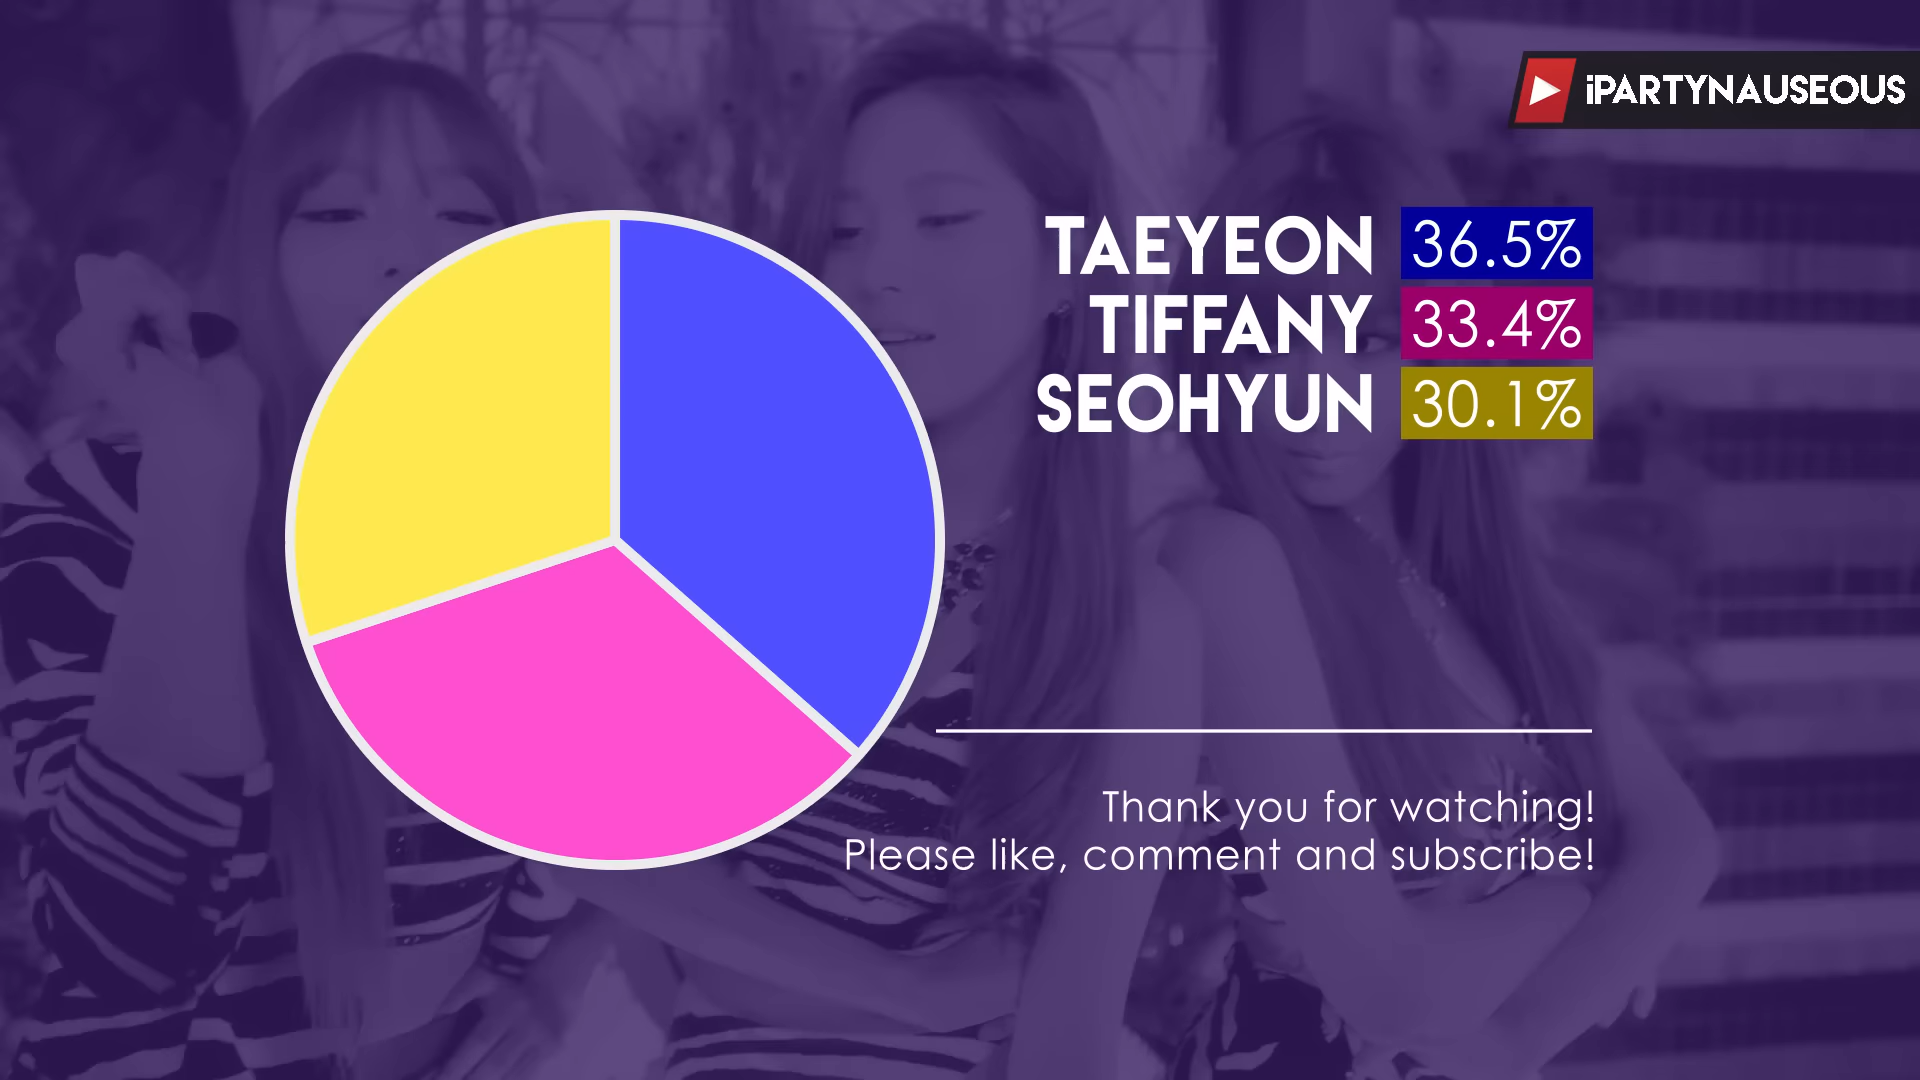 iPARTYNAUSEOUS
TAEYEON 36.5%
TIFFANY 33.4%
SEOHYUN 30.1%
Thank you for watching!
Please like, comment and subscribe!